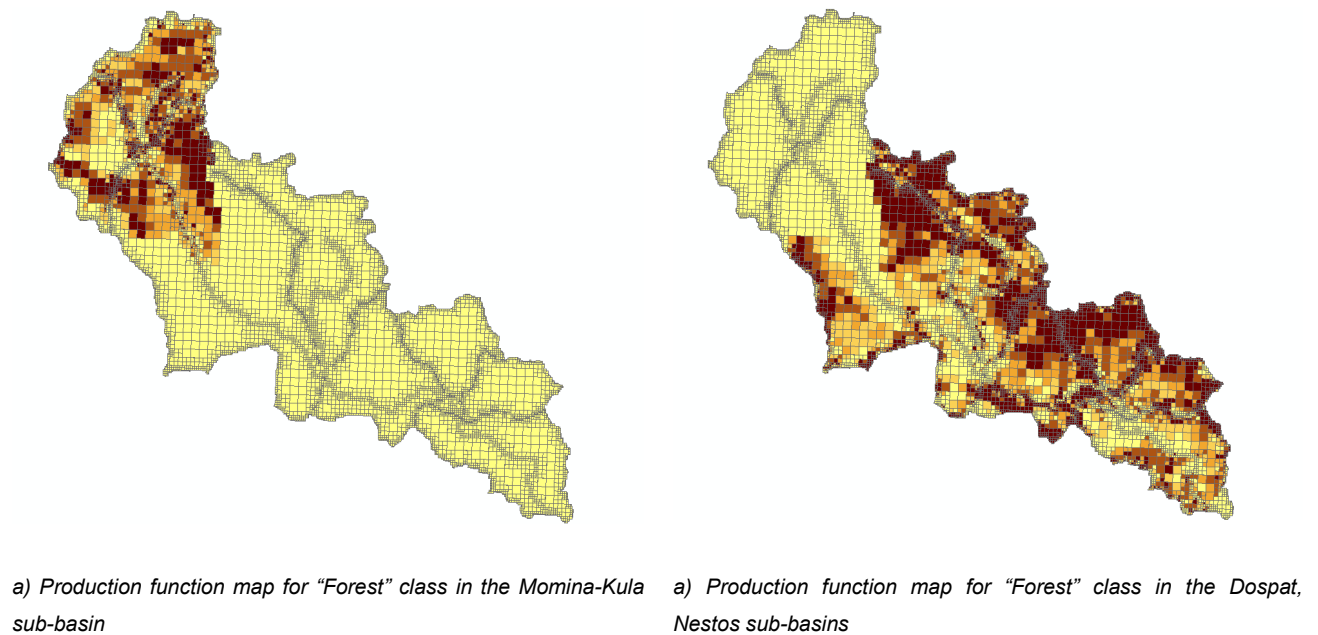 a) Production function map for “Forest” class in the Momina-Kula
sub-basin
a) Production function map for “Forest” class in the Dospat,
Nestos sub-basins